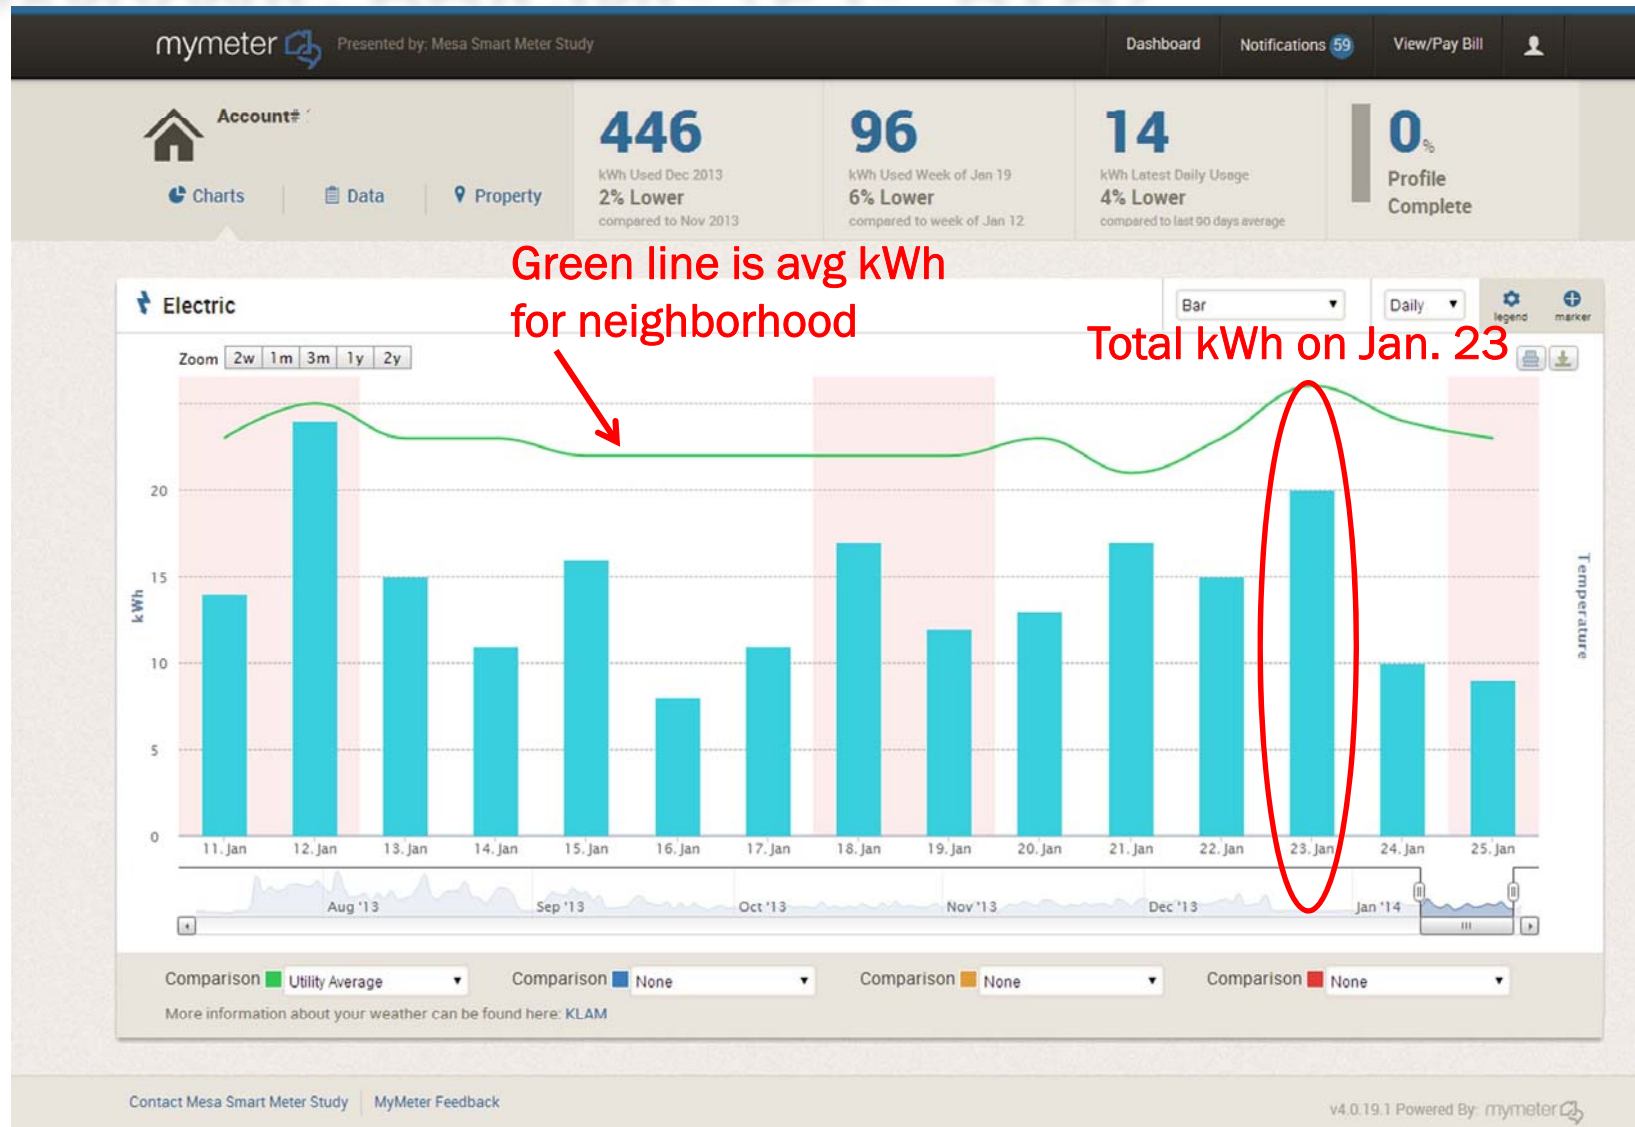 mymeter Presented by: Mesa Smart Meter Study Dashboard Notifications 59 View/Pay Bill
Account#
Charts Data Property
446
kWh Used Dec 2013
2% Lower
compared to Nov 2013
96
kWh Used Week of Jan 19
6% Lower
compared to week of Jan 12
14
kWh Latest Daily Usage
4% Lower
compared to last 90 days average
0%
Profile
Complete
Green line is avg kWh
for neighborhood
Electric
Bar Daily legend marker
Total kWh on Jan. 23
Zoom 2w 1m 3m 1y 2y
20
15
10
5
0
kWh
Temperature
11. Jan 12. Jan 13. Jan 14. Jan 15. Jan 16. Jan 17. Jan 18. Jan 19. Jan 20. Jan 21. Jan 22. Jan 23. Jan 24. Jan 25. Jan
Aug '13 Sep '13 Oct '13 Nov '13 Dec '13 Jan '14
Comparison Utility Average Comparison None Comparison None Comparison None
More information about your weather can be found here: KLAM
Contact Mesa Smart Meter Study MyMeter Feedback
v4.0.19.1 Powered By: mymeter